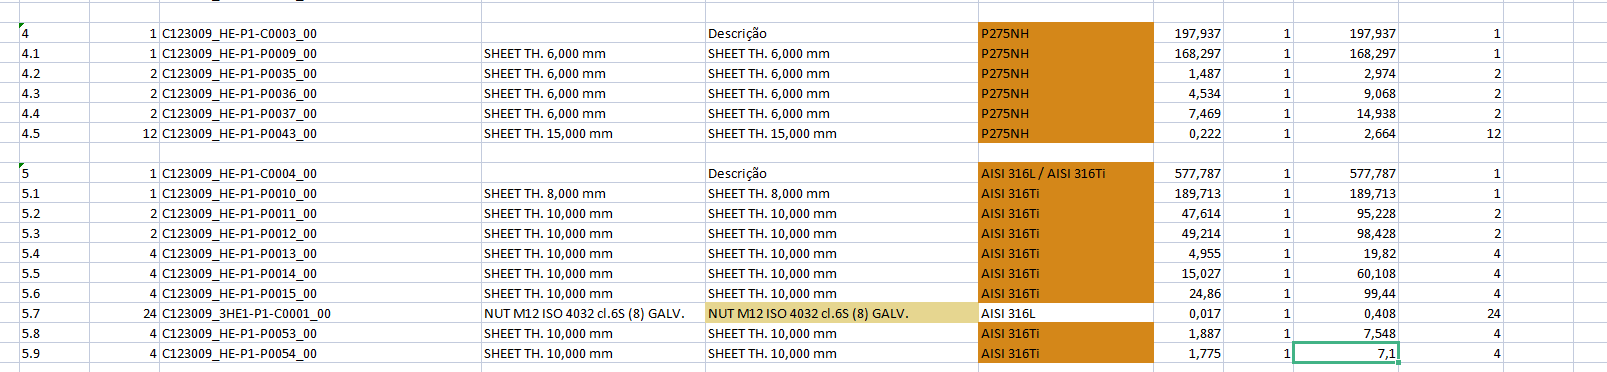 4 1 C123009_HE-P1-C0003_00 Descrição P275NH 197,937 1 197,937 1
4.1 1 C123009_HE-P1-P0009_00 SHEET TH. 6,000 mm SHEET TH. 6,000 mm P275NH 168,297 1 168,297 1
4.2 2 C123009_HE-P1-P0035_00 SHEET TH. 6,000 mm SHEET TH. 6,000 mm P275NH 1,487 1 2,974 2
4.3 2 C123009_HE-P1-P0036_00 SHEET TH. 6,000 mm SHEET TH. 6,000 mm P275NH 4,534 1 9,068 2
4.4 2 C123009_HE-P1-P0037_00 SHEET TH. 6,000 mm SHEET TH. 6,000 mm P275NH 7,469 1 14,938 2
4.5 12 C123009_HE-P1-P0043_00 SHEET TH. 15,000 mm SHEET TH. 15,000 mm P275NH 0,222 1 2,664 12
5 1 C123009_HE-P1-C0004_00 Descrição AISI 316L / AISI 316Ti 577,787 1 577,787 1
5.1 1 C123009_HE-P1-P0010_00 SHEET TH. 8,000 mm SHEET TH. 8,000 mm AISI 316Ti 189,713 1 189,713 1
5.2 2 C123009_HE-P1-P0011_00 SHEET TH. 10,000 mm SHEET TH. 10,000 mm AISI 316Ti 47,614 1 95,228 2
5.3 2 C123009_HE-P1-P0012_00 SHEET TH. 10,000 mm SHEET TH. 10,000 mm AISI 316Ti 49,214 1 98,428 2
5.4 4 C123009_HE-P1-P0013_00 SHEET TH. 10,000 mm SHEET TH. 10,000 mm AISI 316Ti 4,955 1 19,82 4
5.5 4 C123009_HE-P1-P0014_00 SHEET TH. 10,000 mm SHEET TH. 10,000 mm AISI 316Ti 15,027 1 60,108 4
5.6 4 C123009_HE-P1-P0015_00 SHEET TH. 10,000 mm SHEET TH. 10,000 mm AISI 316Ti 24,86 1 99,44 4
5.7 24 C123009_3HE1-P1-C0001_00 NUT M12 ISO 4032 cl.6S (8) GALV. NUT M12 ISO 4032 cl.6S (8) GALV. AISI 316L 0,017 1 0,408 24
5.8 4 C123009_HE-P1-P0053_00 SHEET TH. 10,000 mm SHEET TH. 10,000 mm AISI 316Ti 1,887 1 7,548 4
5.9 4 C123009_HE-P1-P0054_00 SHEET TH. 10,000 mm SHEET TH. 10,000 mm AISI 316Ti 1,775 1 7,1 4